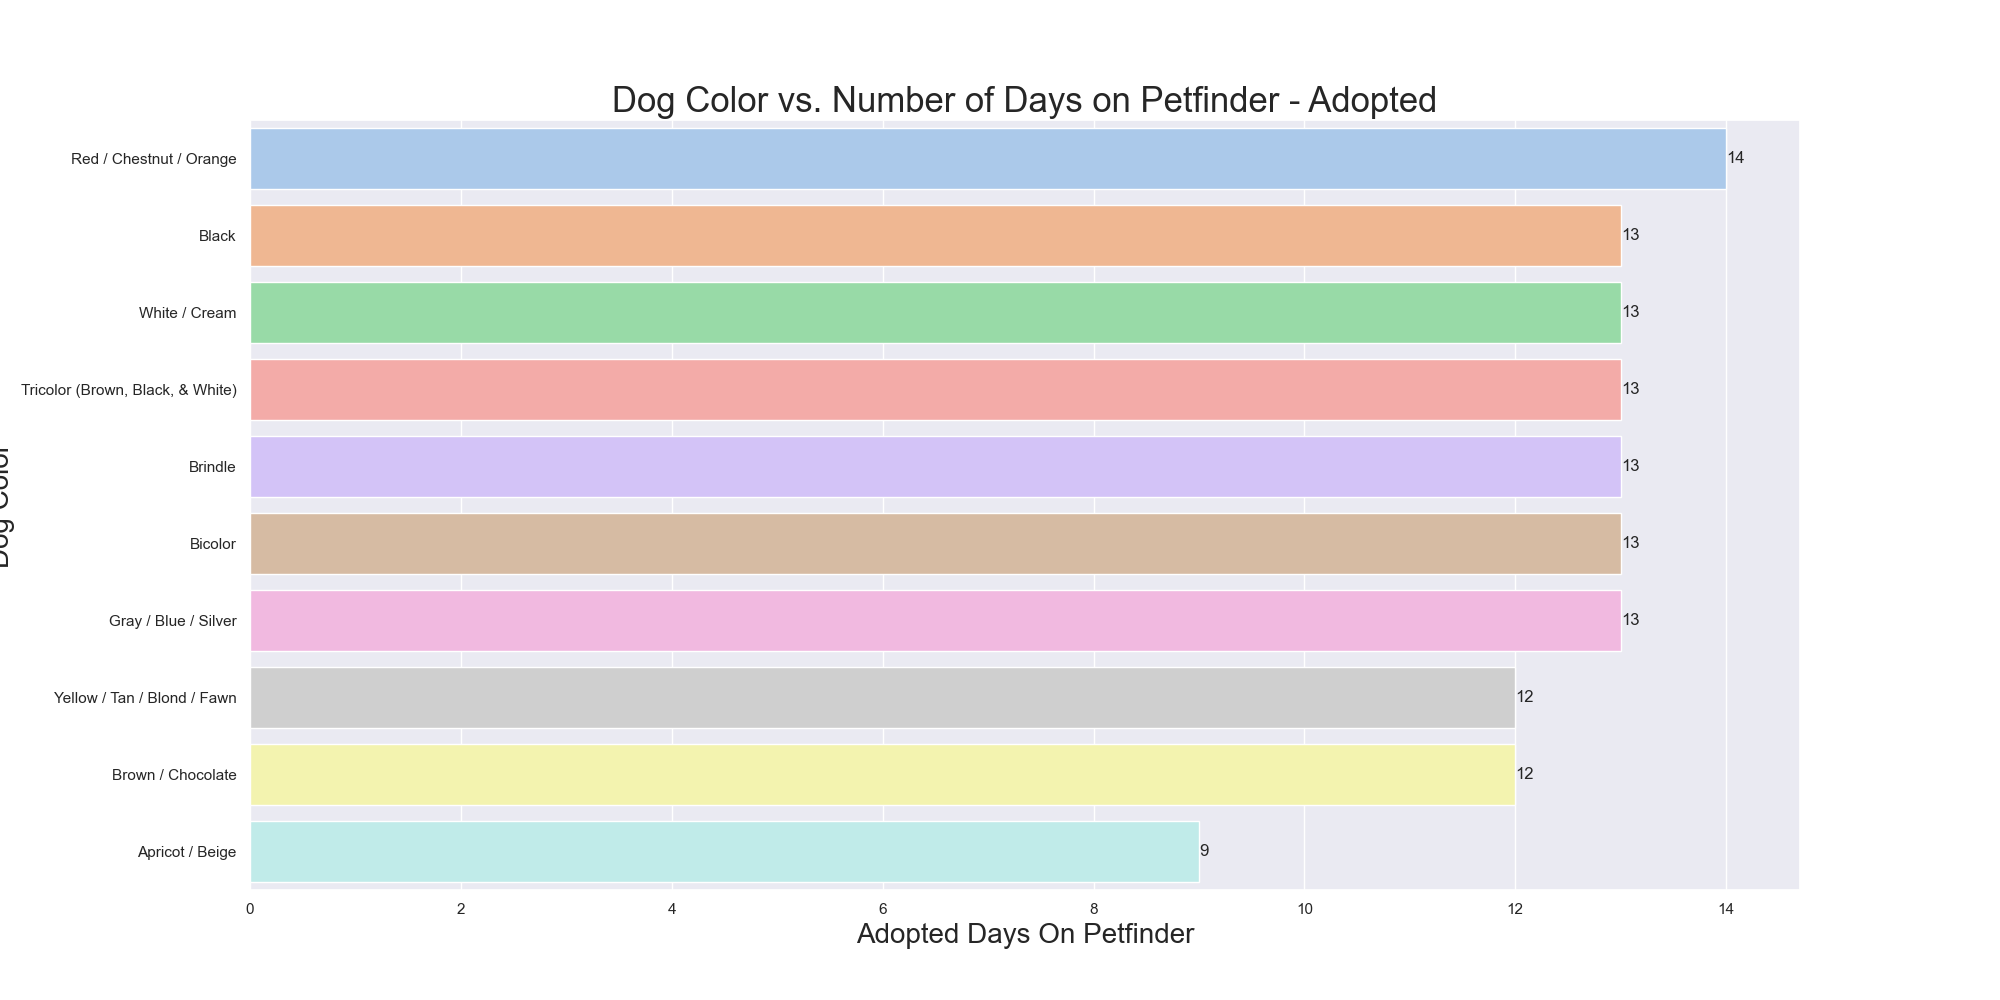 Dog Color vs. Number of Days on Petfinder - Adopted
Dog Color
Red / Chestnut / Orange
14
Black
13
White / Cream
13
Tricolor (Brown, Black, & White)
13
Brindle
13
Bicolor
13
Gray / Blue / Silver
13
Yellow / Tan / Blond / Fawn
12
Brown / Chocolate
12
Apricot / Beige
9
0 2 4 6 8 10 12 14
Adopted Days On Petfinder